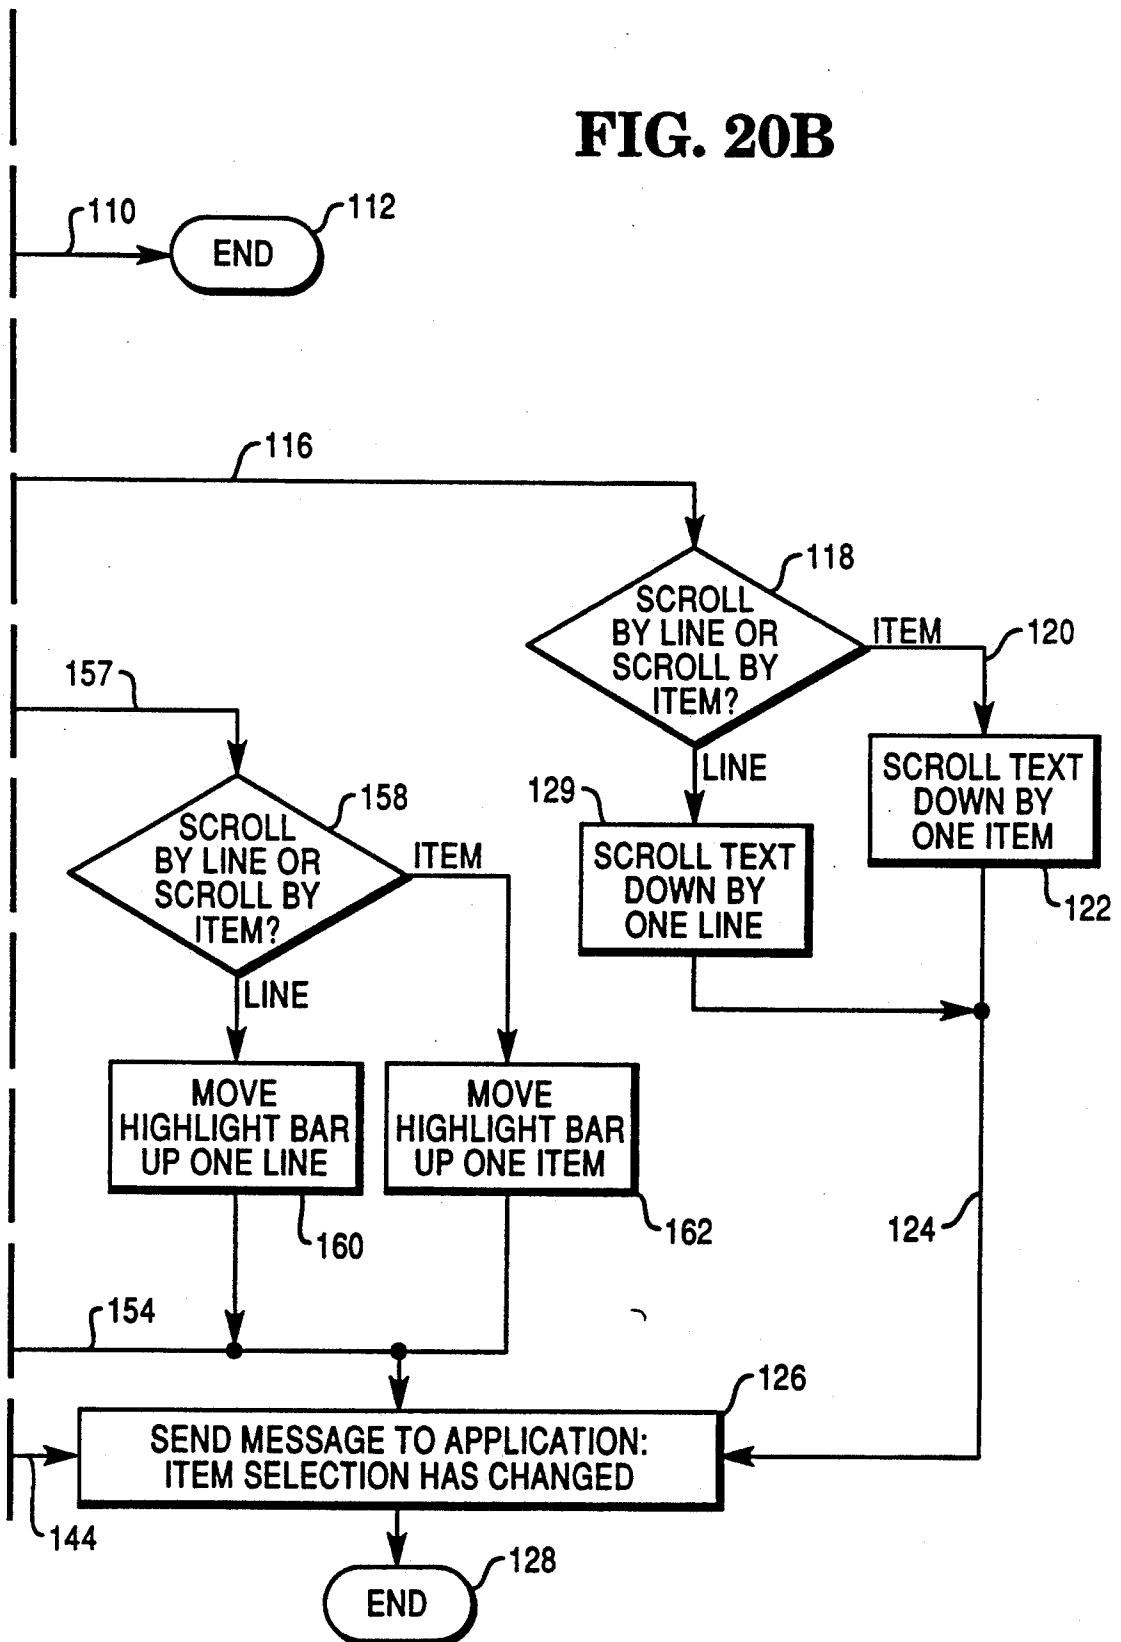 FIG. 20B
110
112
END
116
118
SCROLL
BY LINE OR
SCROLL BY
ITEM?
ITEM
120
157
LINE
SCROLL TEXT
DOWN BY
ONE ITEM
129
158
SCROLL
BY LINE OR
SCROLL BY
ITEM?
ITEM
SCROLL TEXT
DOWN BY
ONE LINE
122
LINE
MOVE
HIGHLIGHT BAR
UP ONE LINE
MOVE
HIGHLIGHT BAR
UP ONE ITEM
160
162
124
154
126
SEND MESSAGE TO APPLICATION:
ITEM SELECTION HAS CHANGED
144
128
END